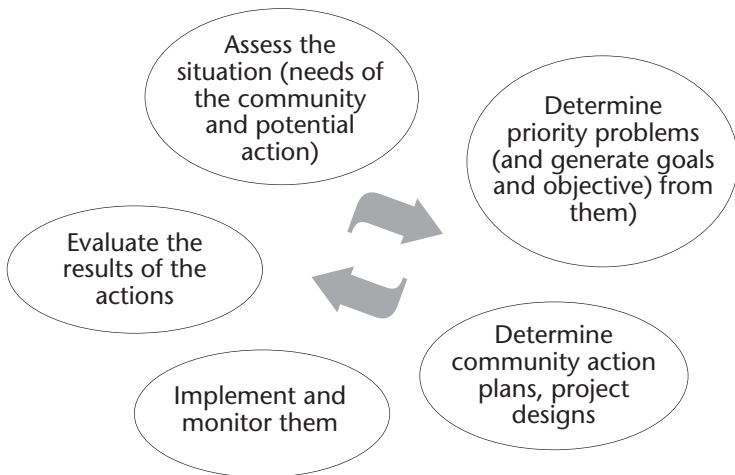 Assess the
situation (needs of
the community
and potential
action)
Determine
priority problems
(and generate goals
and objective) from
them)
Determine
community action
plans, project
designs
Implement and
monitor them
Evaluate the
results of the
actions